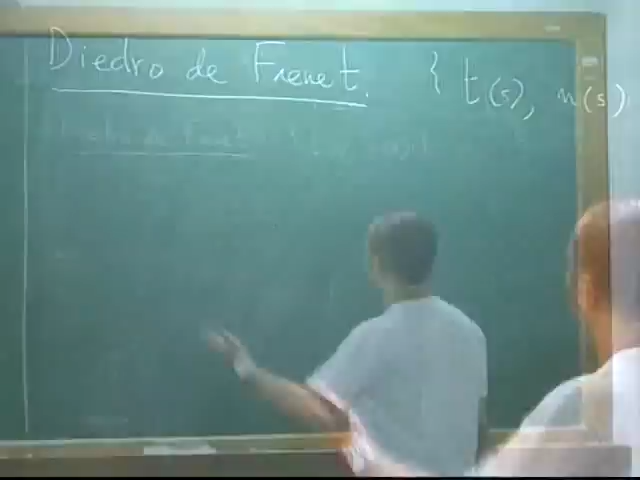 Diedro de Frenet. { t(s), n(s)